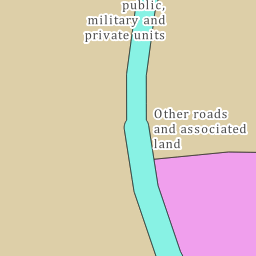 public,
military and
private units
Other roads
and associated
land